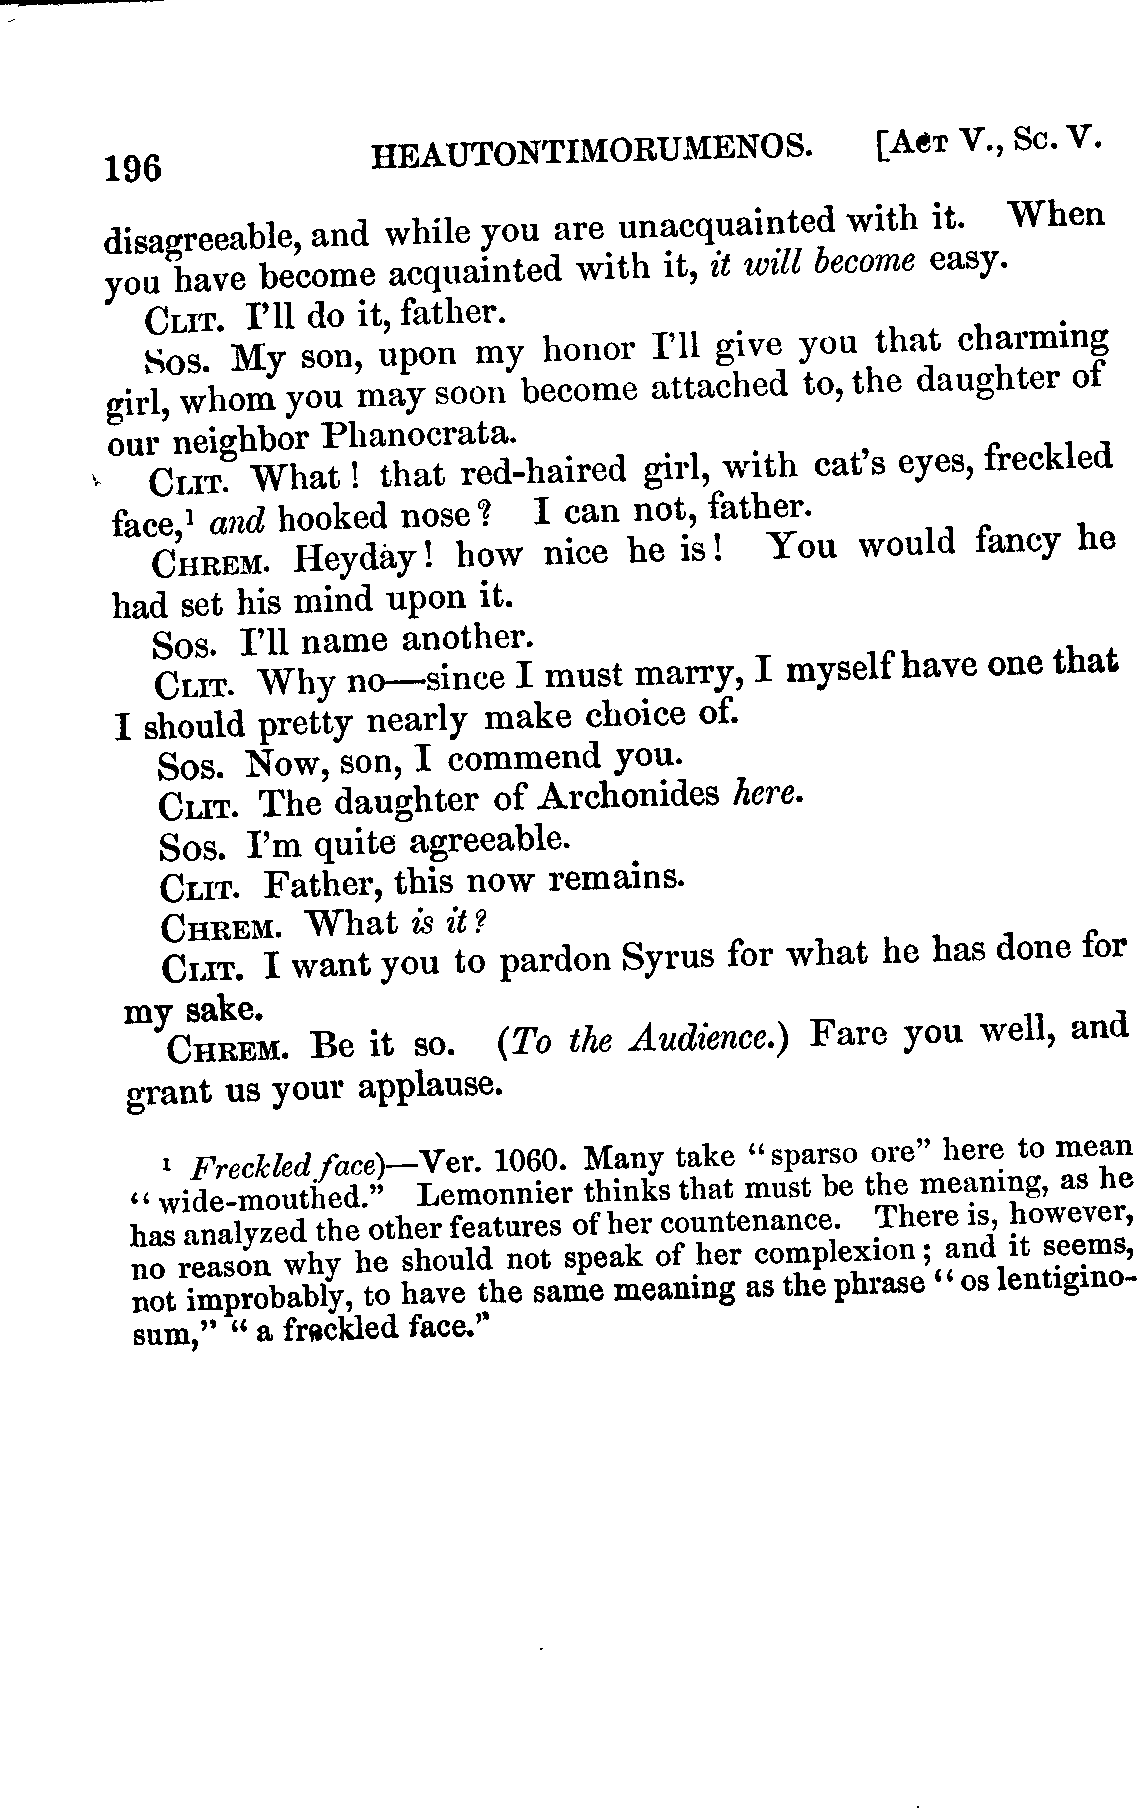 196 HEAUTONTIMORUMENOS. [ACT V., SC. V.
disagreeable, and while you are unacquainted with it. When
you have become acquainted with it, it will become easy.
CLIT. I'll do it, father.
SOS. My son, upon my honor I'll give you that charming
girl, whom you may soon become attached to, the daughter of
our neighbor Phanocrata.
CLIT. What! that red-haired girl, with cat's eyes, freckled
face,¹ and hooked nose? I can not, father.
CHREM. Heyday! how nice he is! You would fancy he
had set his mind upon it.
SOS. I'll name another.
CLIT. Why no—since I must marry, I myself have one that
I should pretty nearly make choice of.
SOS. Now, son, I commend you.
CLIT. The daughter of Archonides here.
SOS. I'm quite agreeable.
CLIT. Father, this now remains.
CHREM. What is it?
CLIT. I want you to pardon Syrus for what he has done for
my sake.
CHREM. Be it so. (To the Audience.) Fare you well, and
grant us your applause.
¹ Freckled face)—Ver. 1060. Many take "sparso ore" here to mean
"wide-mouthed." Lemonnier thinks that must be the meaning, as he
has analyzed the other features of her countenance. There is, however,
no reason why he should not speak of her complexion; and it seems,
not improbably, to have the same meaning as the phrase "os lentigino-
sum," "a freckled face."